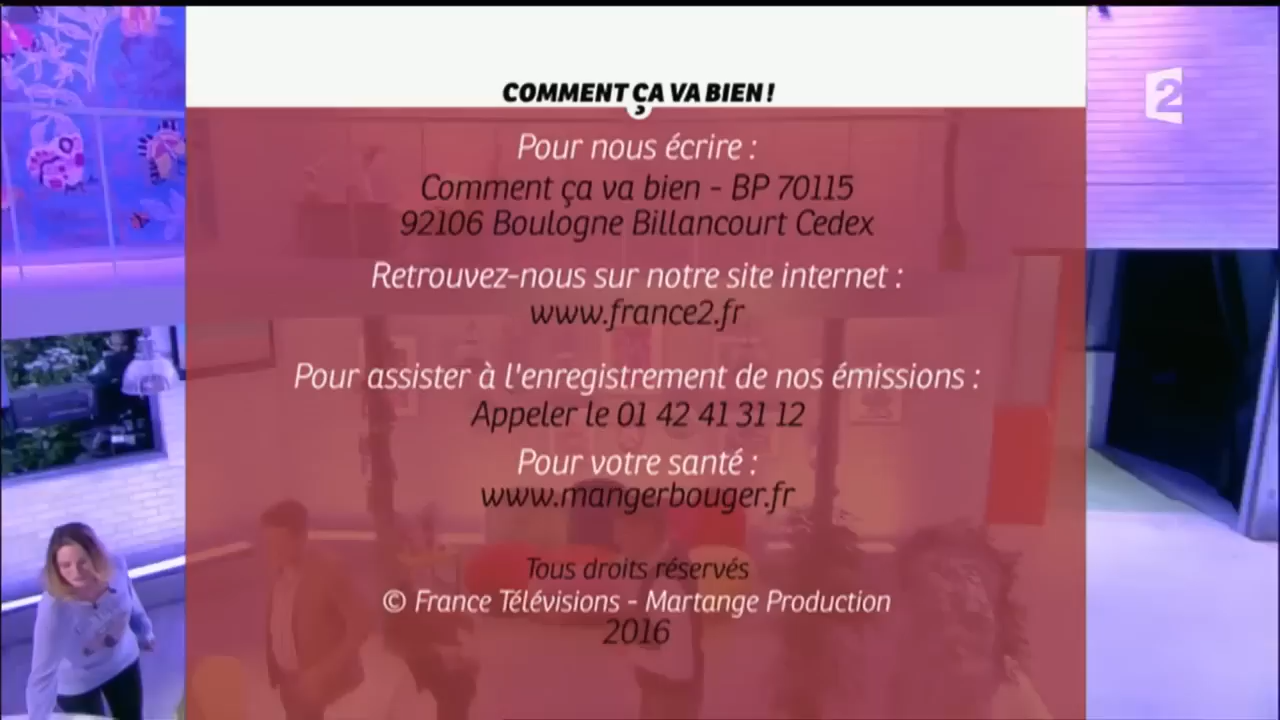 COMMENT ÇA VA BIEN !
Ç
2
Pour nous écrire :
Comment ça va bien - BP 70115
92106 Boulogne Billancourt Cedex
Retrouvez-nous sur notre site internet :
www.france2.fr
Pour assister à l'enregistrement de nos émissions :
Appeler le 01 42 41 31 12
Pour votre santé :
www.mangerbouger.fr
Tous droits réservés
© France Télévisions - Martange Production
2016